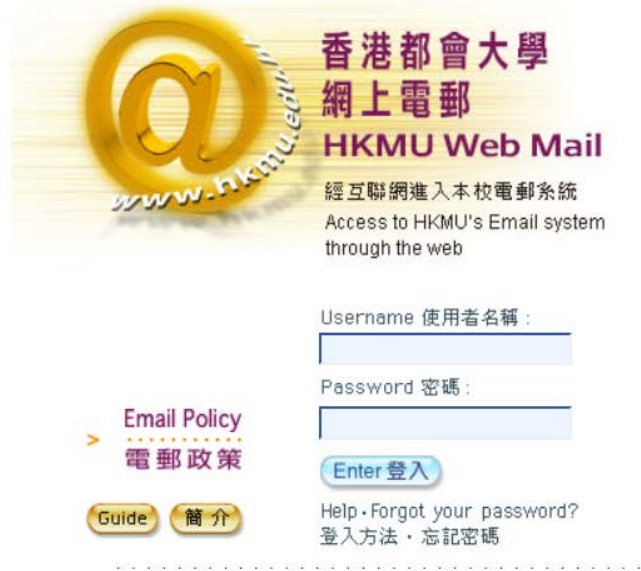 www.hkmu.edu
香港都會大學
網上電郵
HKMU Web Mail
經互聯網進入本校電郵系統
Access to HKMU's Email system
through the web
Username 使用者名稱 :
Password 密碼 :
Enter 登入
Help·Forgot your password?
登入方法·忘記密碼
> Email Policy
電郵政策
Guide 簡介